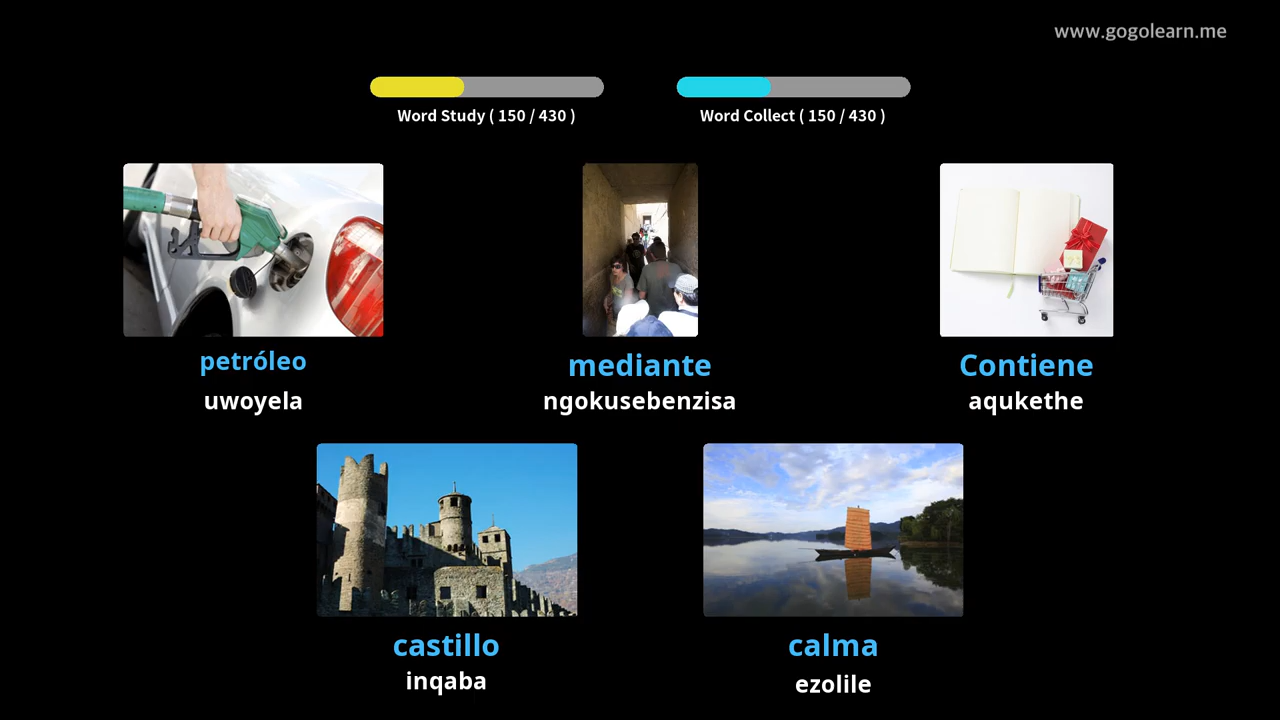 www.gogolearn.me
Word Study ( 150 / 430 )
Word Collect ( 150 / 430 )
petróleo
uwoyela
mediante
ngokusebenzisa
Contiene
aqukethe
castillo
inqaba
calma
ezolile